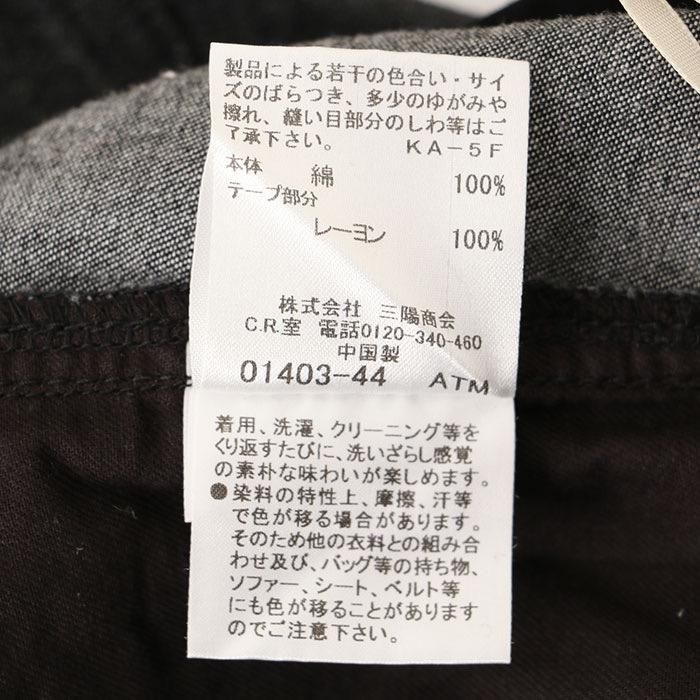 製品による若干の色合い・サイ
ズのばらつき、多少のゆがみや
擦れ、縫い目部分のしわ等はご
了承下さい。 KA-5F
本体 綿 100%
テープ部分
レーヨン 100%
株式会社 三陽商会
C.R.室 電話0120-340-460
中国製
01403-44 ATM
着用、洗濯、クリーニング等を
くり返すたびに、洗いざらし感覚
の素朴な味わいが楽しめます。
●染料の特性上、摩擦、汗等
で色が移る場合があります。
そのため他の衣料との組み合
わせ及び、バッグ等の持ち物、
ソファー、シート、ベルト等
にも色が移ることがあります
のでご注意下さい。